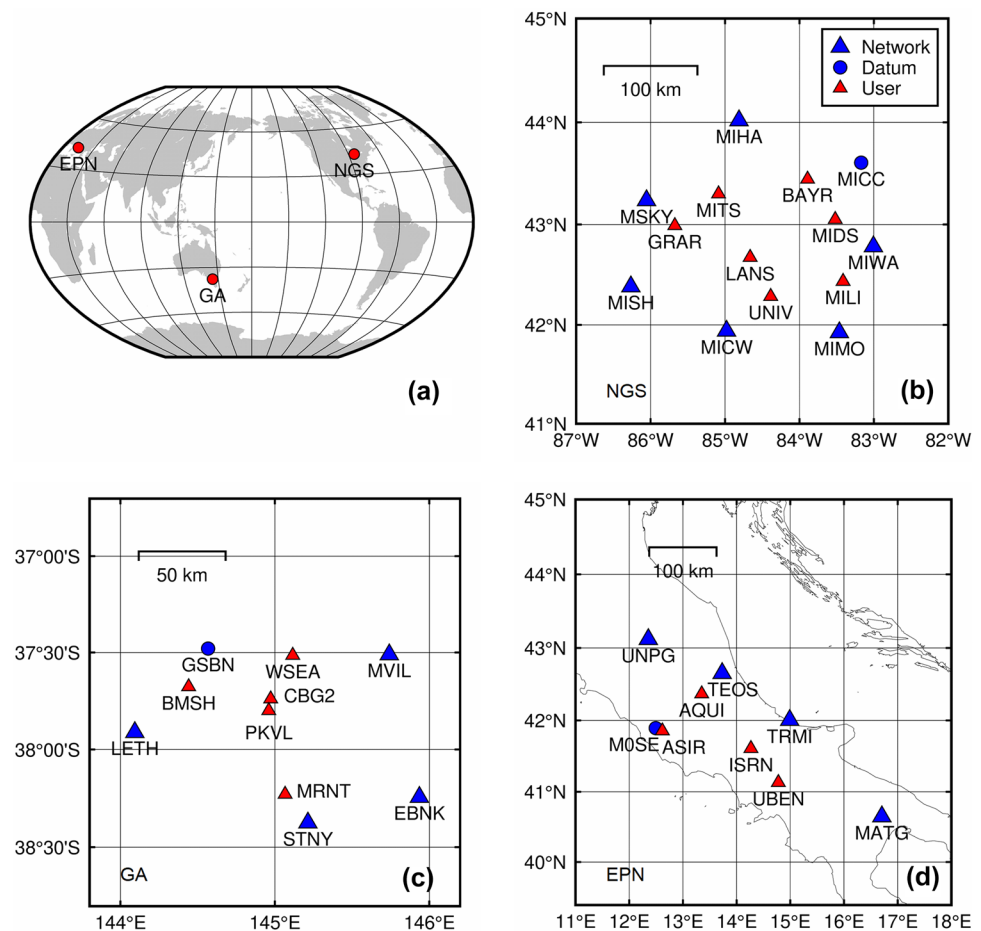 EPN
NGS
GA
(a)
45°N
44°N
43°N
42°N
41°N
Network
Datum
User
100 km
MIHA
MICC
BAYR
MITS
MSKY
GRAR
MIDS
MIWA
LANS
MISH
MILI
UNIV
MICW
MIMO
NGS
(b)
87°W 86°W 85°W 84°W 83°W 82°W
37°00'S
37°30'S
38°00'S
38°30'S
50 km
GSBN
WSEA
MVIL
BMSH
CBG2
PKVL
LETH
MRNT
EBNK
STNY
GA
(c)
144°E 145°E 146°E
45°N
44°N
43°N
42°N
41°N
40°N
100 km
UNPG
TEOS
AQUI
M0SE
ASIR
TRMI
ISRN
UBEN
MATG
EPN
(d)
11°E 12°E 13°E 14°E 15°E 16°E 17°E 18°E